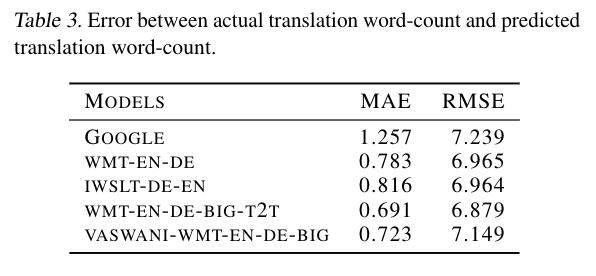 Table 3. Error between actual translation word-count and predicted
translation word-count.
MODELS MAE RMSE
GOOGLE 1.257 7.239
WMT-EN-DE 0.783 6.965
IWSLT-DE-EN 0.816 6.964
WMT-EN-DE-BIG-T2T 0.691 6.879
VASWANI-WMT-EN-DE-BIG 0.723 7.149